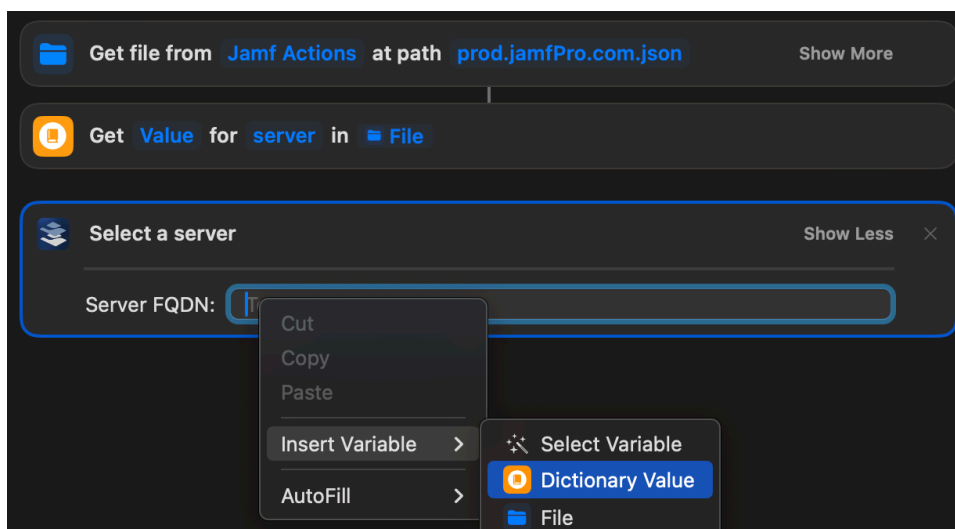 Get file from Jamf Actions at path prod.jamfPro.com.json Show More
Get Value for server in File
Select a server Show Less
Server FQDN:
Cut
Copy
Paste
Insert Variable
Select Variable
Dictionary Value
AutoFill
File